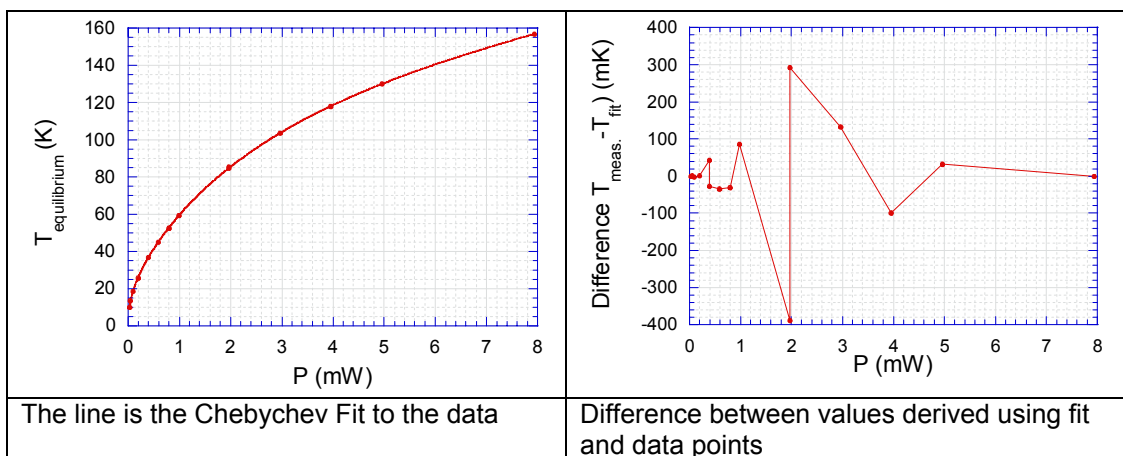 160
140
120
100
80
60
40
20
0
T equilibrium (K)
0 1 2 3 4 5 6 7 8
P (mW)
400
300
200
100
0
-100
-200
-300
-400
Difference T meas. -T fit) (mK)
0 1 2 3 4 5 6 7 8
P (mW)
The line is the Chebychev Fit to the data
Difference between values derived using fit
and data points